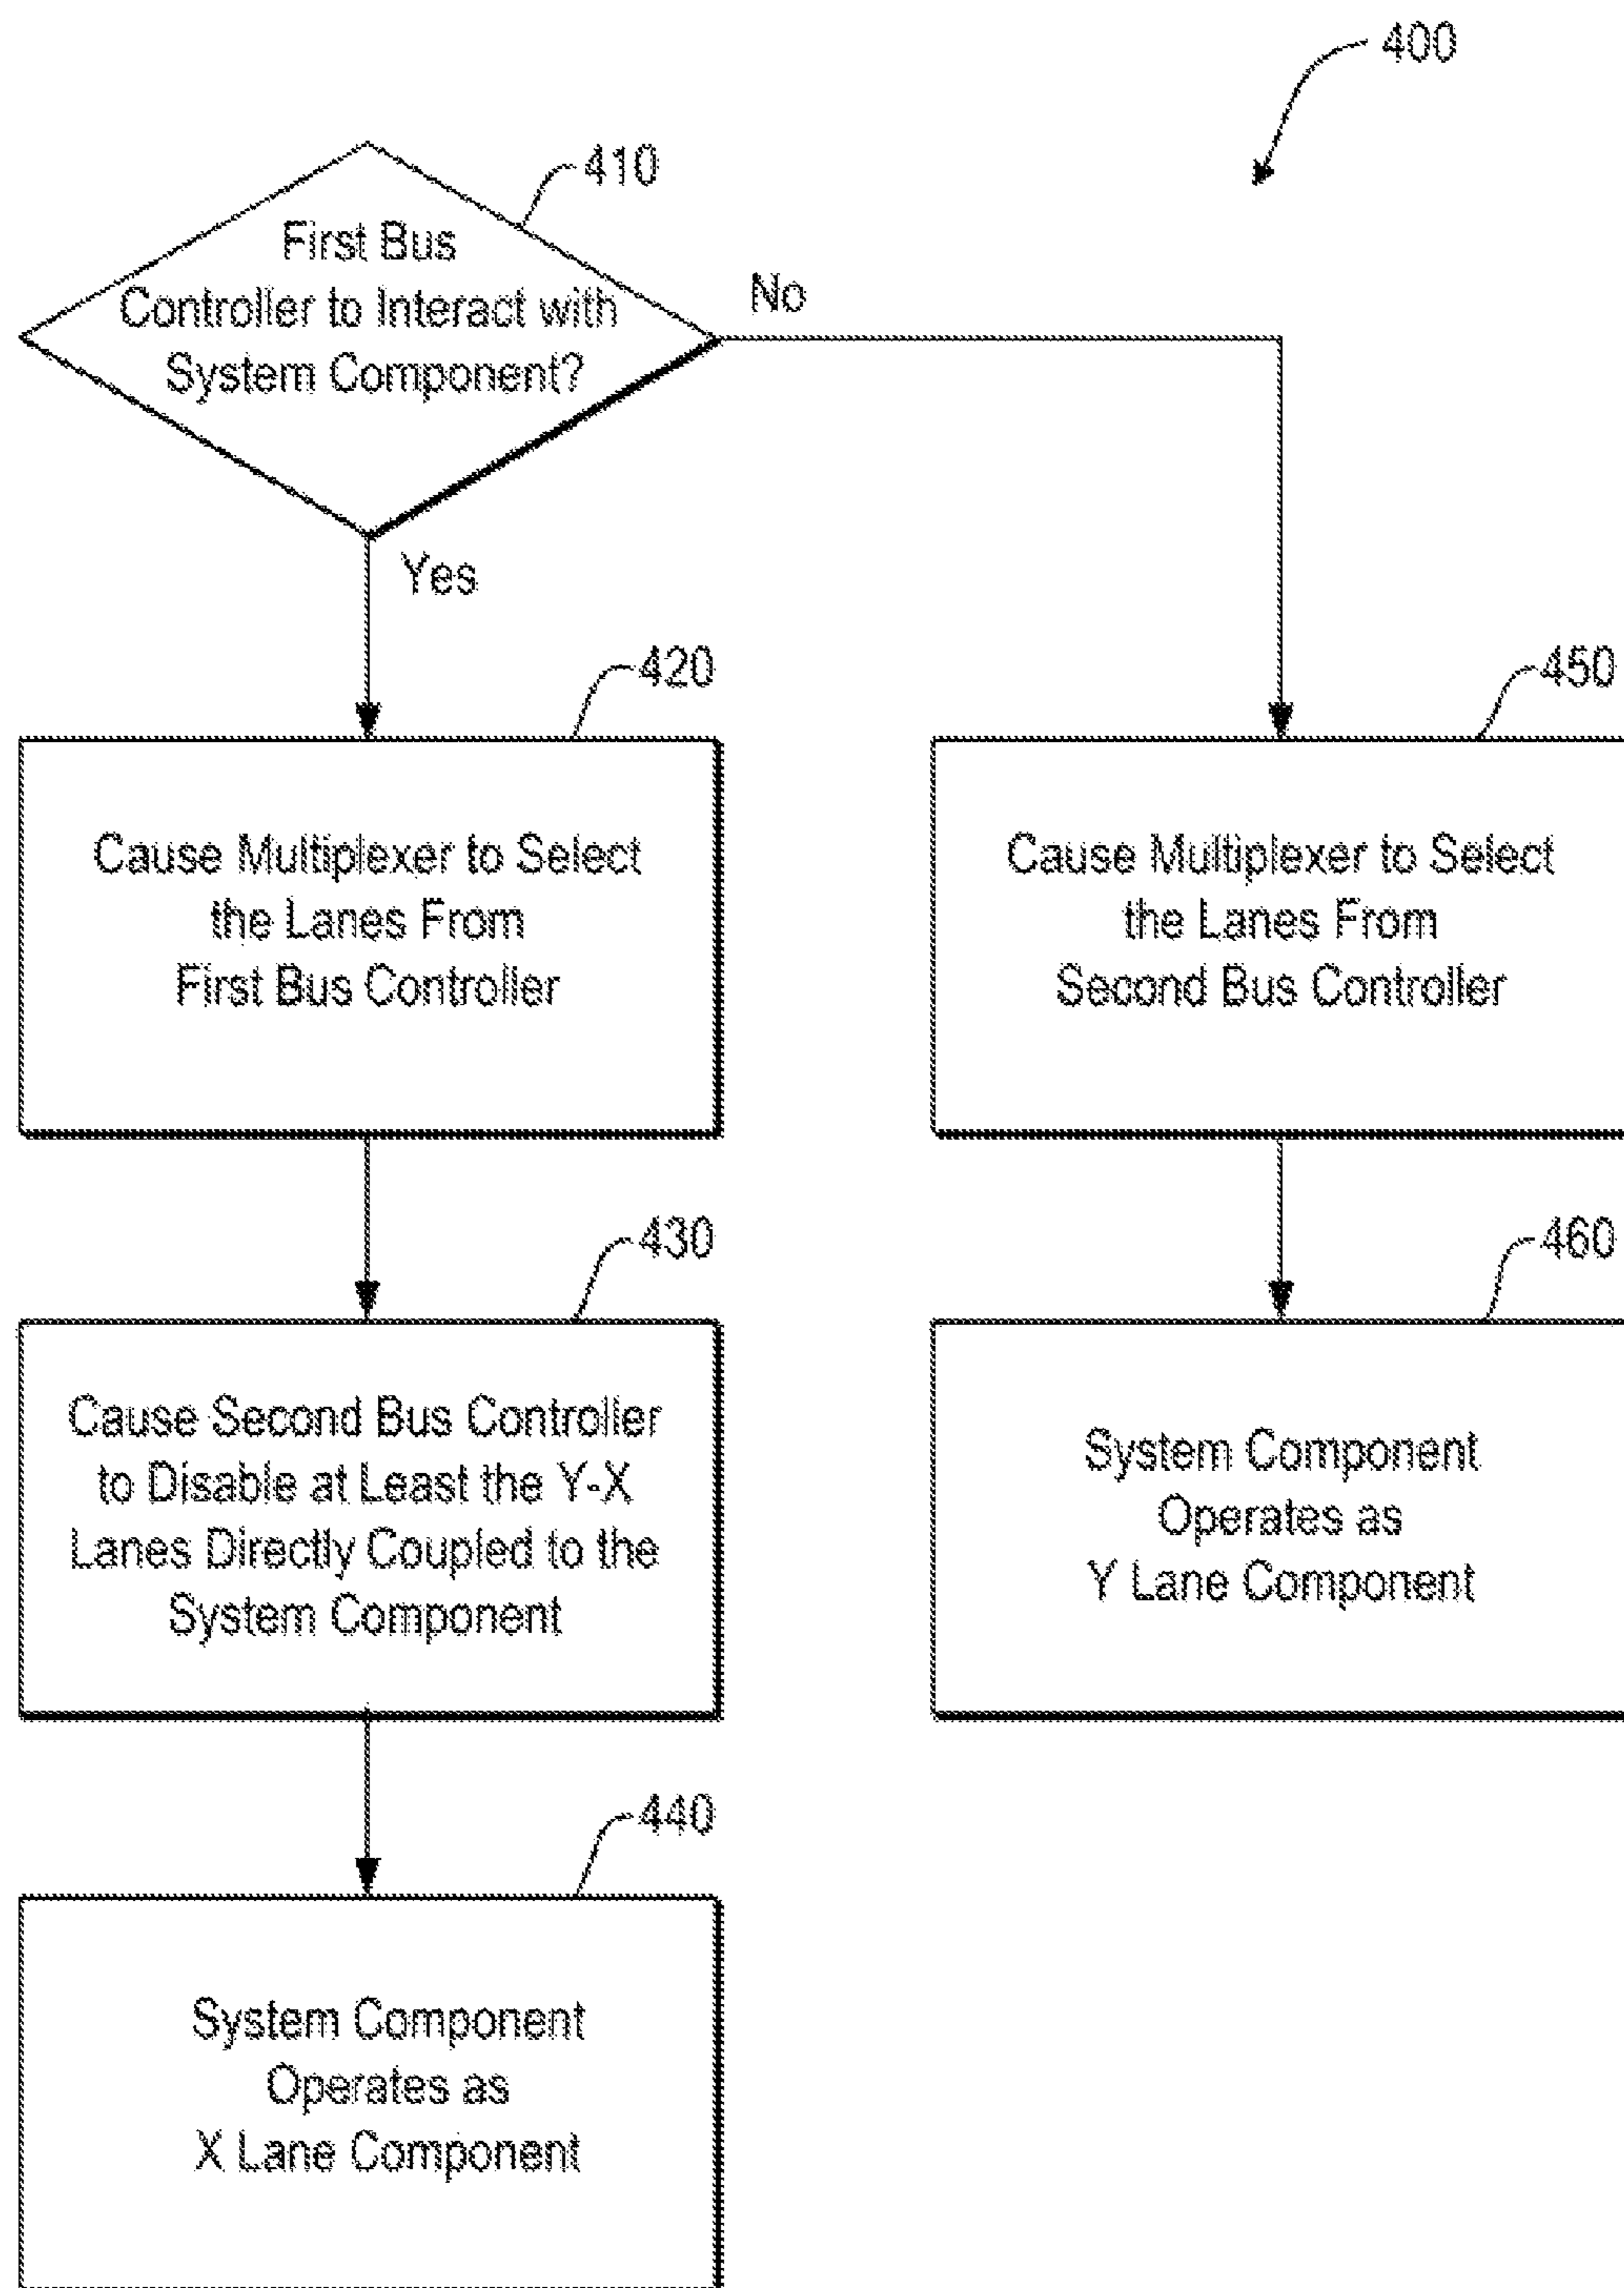 400
410
First Bus
Controller to Interact with
System Component?
No
Yes
420
Cause Multiplexer to Select
the Lanes From
First Bus Controller
450
Cause Multiplexer to Select
the Lanes From
Second Bus Controller
430
Cause Second Bus Controller
to Disable at Least the Y-X
Lanes Directly Coupled to the
System Component
460
System Component
Operates as
Y Lane Component
440
System Component
Operates as
X Lane Component